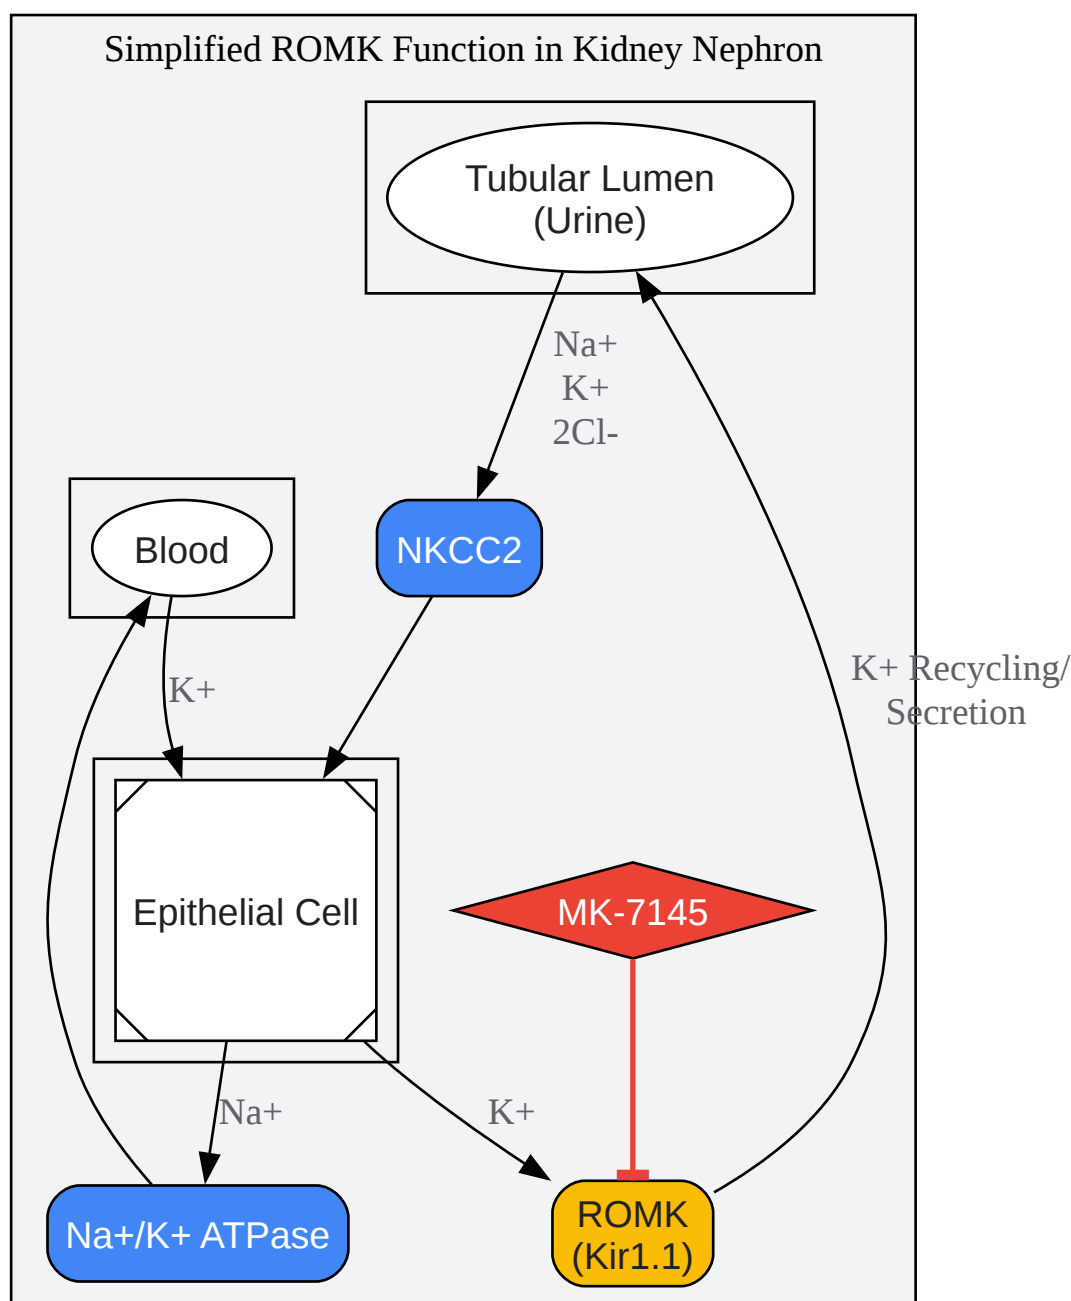 Simplified ROMK Function in Kidney Nephron
Tubular Lumen
(Urine)
Na+
K+
2Cl-
Blood
NKCC2
K+
K+ Recycling/
Secretion
Epithelial Cell
MK-7145
Na+
K+
Na+/K+ ATPase
ROMK
(Kir1.1)